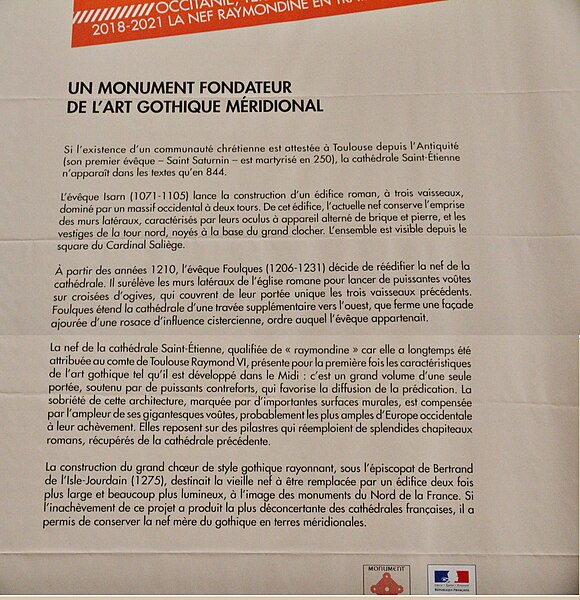 OCCITANIE,
2018-2021 LA NEF RAYMONDINE EN
UN MONUMENT FONDATEUR
DE L'ART GOTHIQUE MÉRIDIONAL
Si l'existence d'un communauté chrétienne est attestée à Toulouse depuis l'Antiquité
(son premier évêque – Saint Saturnin – est martyrisé en 250), la cathédrale Saint-Étienne
n'apparaît dans les textes qu'en 844.
L'évêque Isarn (1071-1105) lance la construction d'un édifice roman, à trois vaisseaux,
dominé par un massif occidental à deux tours. De cet édifice, l'actuelle nef conserve l'emprise
des murs latéraux, caractérisés par leurs oculus à appareil alterné de brique et pierre, et les
vestiges de la tour nord, noyés à la base du grand clocher. L'ensemble est visible depuis le
square du Cardinal Saliège.
À partir des années 1210, l'évêque Foulques (1206-1231) décide de réédifier la nef de la
cathédrale. Il surélève les murs latéraux de l'église romane pour lancer de puissantes voûtes
sur croisées d'ogives, qui couvrent de leur portée unique les trois vaisseaux précédents.
Foulques étend la cathédrale d'une travée supplémentaire vers l'ouest, que ferme une façade
ajourée d'une rosace d'influence cistercienne, ordre auquel l'évêque appartenait.
La nef de la cathédrale Saint-Étienne, qualifiée de « raymondine » car elle a longtemps été
attribuée au comte de Toulouse Raymond VI, présente pour la première fois les caractéristiques
de l'art gothique tel qu'il est développé dans le Midi : c'est un grand volume d'une seule
portée, soutenu par de puissants contreforts, qui favorise la diffusion de la prédication. La
sobriété de cette architecture, marquée par d'importantes surfaces murales, est compensée
par l'ampleur de ses gigantesques voûtes, probablement les plus amples d'Europe occidentale
à leur achèvement. Elles reposent sur des pilastres qui réemploient de splendides chapiteaux
romans, récupérés de la cathédrale précédente.
La construction du grand chœur de style gothique rayonnant, sous l'épiscopat de Bertrand
de l'Isle-Jourdain (1275), destinait la vieille nef à être remplacée par un édifice deux fois
plus large et beaucoup plus lumineux, à l'image des monuments du Nord de la France. Si
l'inachèvement de ce projet a produit la plus déconcertante des cathédrales françaises, il a
permis de conserver la nef mère du gothique en terres méridionales.
MONUMENT
Liberté • Égalité • Fraternité
RÉPUBLIQUE FRANÇAISE